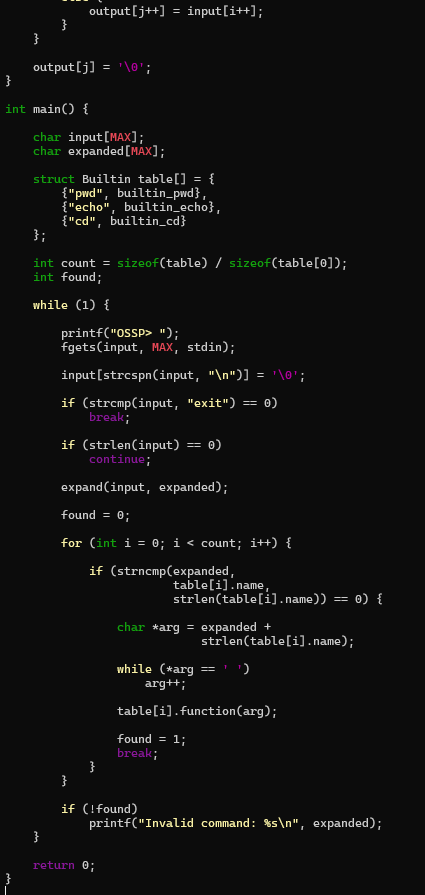 output[j++] = input[i++];
        }
    }

    output[j] = '\0';
}

int main() {

    char input[MAX];
    char expanded[MAX];

    struct Builtin table[] = {
        {"pwd", builtin_pwd},
        {"echo", builtin_echo},
        {"cd", builtin_cd}
    };

    int count = sizeof(table) / sizeof(table[0]);
    int found;

    while (1) {

        printf("OSSP> ");
        fgets(input, MAX, stdin);

        input[strcspn(input, "\n")] = '\0';

        if (strcmp(input, "exit") == 0)
            break;

        if (strlen(input) == 0)
            continue;

        expand(input, expanded);

        found = 0;

        for (int i = 0; i < count; i++) {

            if (strncmp(expanded,
                        table[i].name,
                        strlen(table[i].name)) == 0) {

                char *arg = expanded +
                            strlen(table[i].name);

                while (*arg == ' ')
                    arg++;

                table[i].function(arg);

                found = 1;
                break;
            }
        }

        if (!found)
            printf("Invalid command: %s\n", expanded);
    }

    return 0;
}